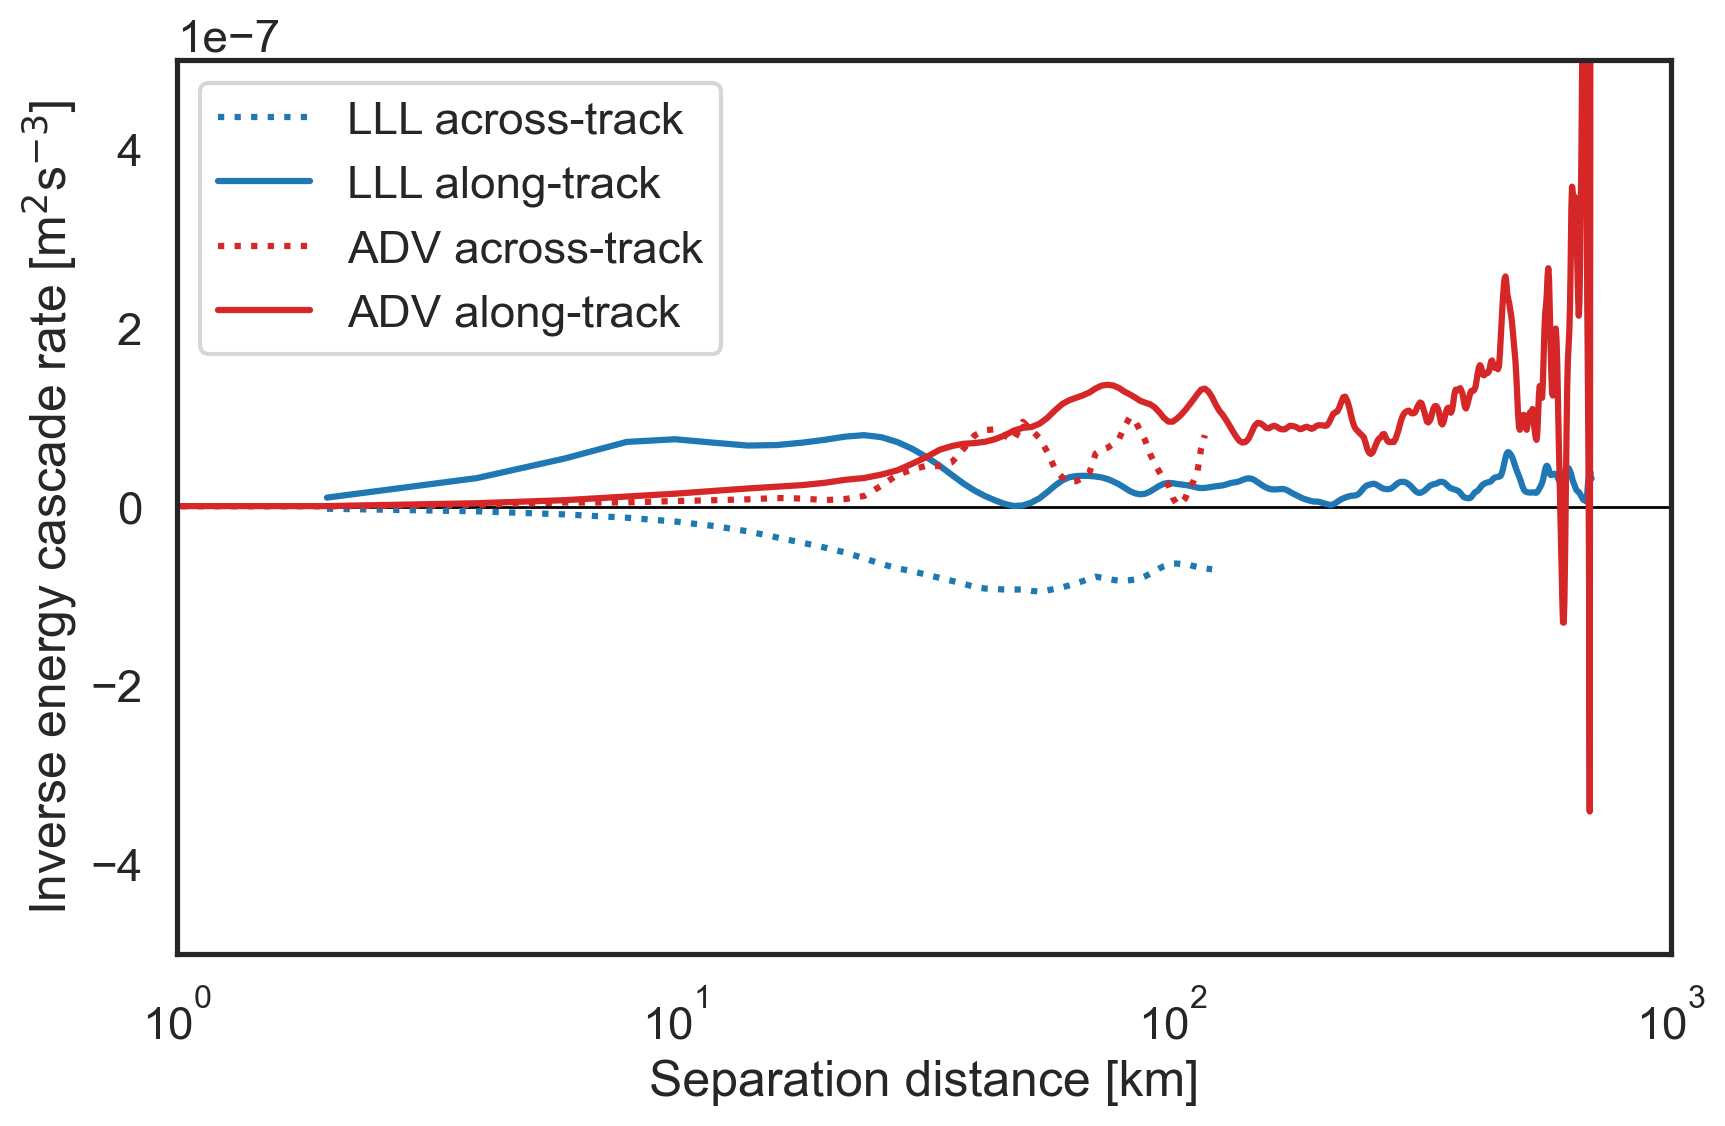 1e−7
Inverse energy cascade rate [m²s⁻³]
LLL across-track
LLL along-track
ADV across-track
ADV along-track
4
2
0
−2
−4
10⁰ 10¹ 10² 10³
Separation distance [km]